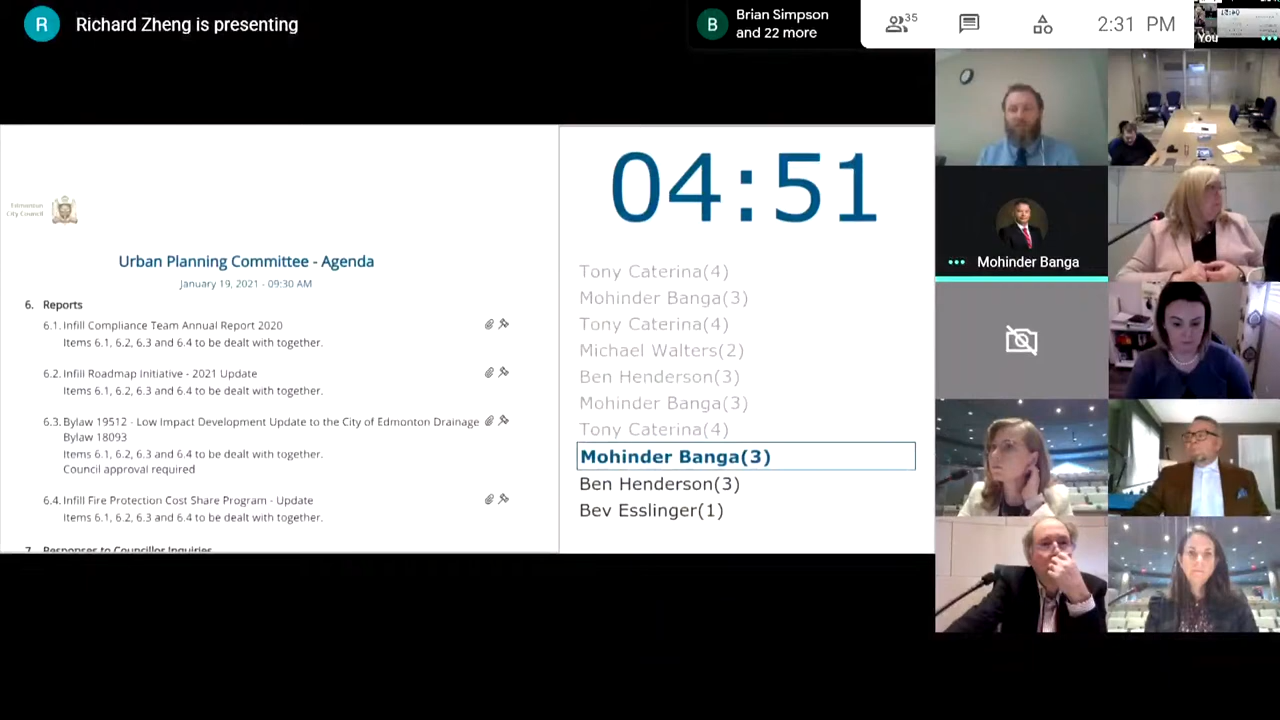 R
Richard Zheng is presenting
B
Brian Simpson
and 22 more
35
2:31 PM
You
Edmonton
City Council
Urban Planning Committee - Agenda
January 19, 2021 - 09:30 AM
6. Reports
6.1. Infill Compliance Team Annual Report 2020
Items 6.1, 6.2, 6.3 and 6.4 to be dealt with together.
6.2. Infill Roadmap Initiative - 2021 Update
Items 6.1, 6.2, 6.3 and 6.4 to be dealt with together.
6.3. Bylaw 19512 - Low Impact Development Update to the City of Edmonton Drainage
Bylaw 18093
Items 6.1, 6.2, 6.3 and 6.4 to be dealt with together.
Council approval required
6.4. Infill Fire Protection Cost Share Program - Update
Items 6.1, 6.2, 6.3 and 6.4 to be dealt with together.
7. Responses to Councillor Inquiries
04:51
Tony Caterina(4)
Mohinder Banga(3)
Tony Caterina(4)
Michael Walters(2)
Ben Henderson(3)
Mohinder Banga(3)
Tony Caterina(4)
Mohinder Banga(3)
Ben Henderson(3)
Bev Esslinger(1)
Mohinder Banga